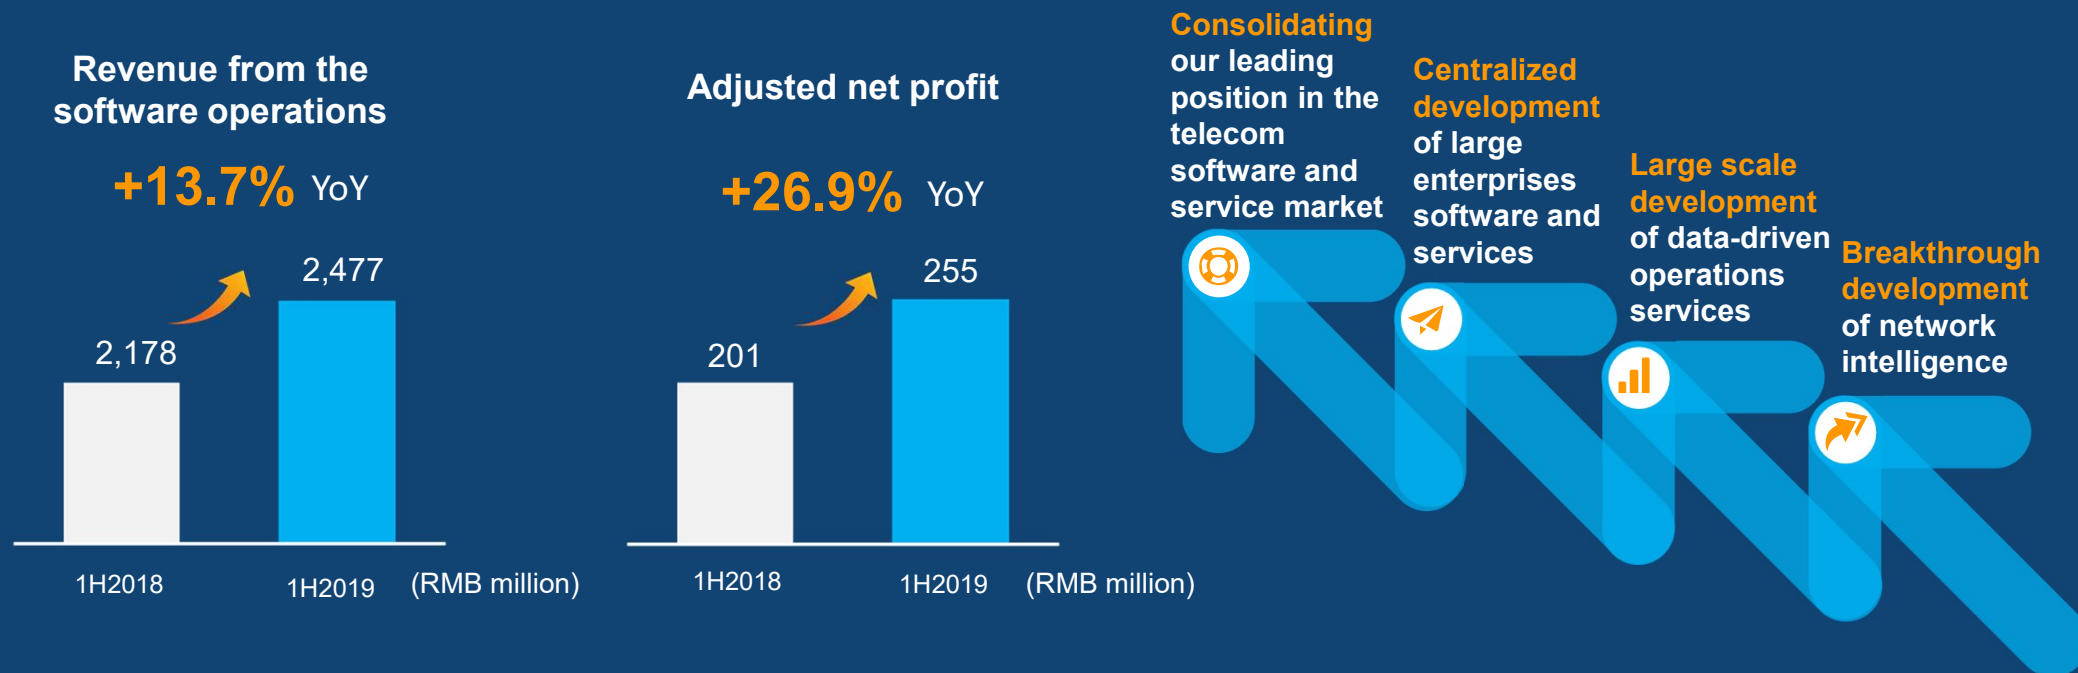 Revenue from the
software operations
+13.7% YoY
2,178
2,477
1H2018
1H2019
(RMB million)
Adjusted net profit
+26.9% YoY
201
255
1H2018
1H2019
(RMB million)
Consolidating
our leading
position in the
telecom
software and
service market
Centralized
development
of large
enterprises
software and
services
Large scale
development
of data-driven
operations
services
Breakthrough
development
of network
intelligence